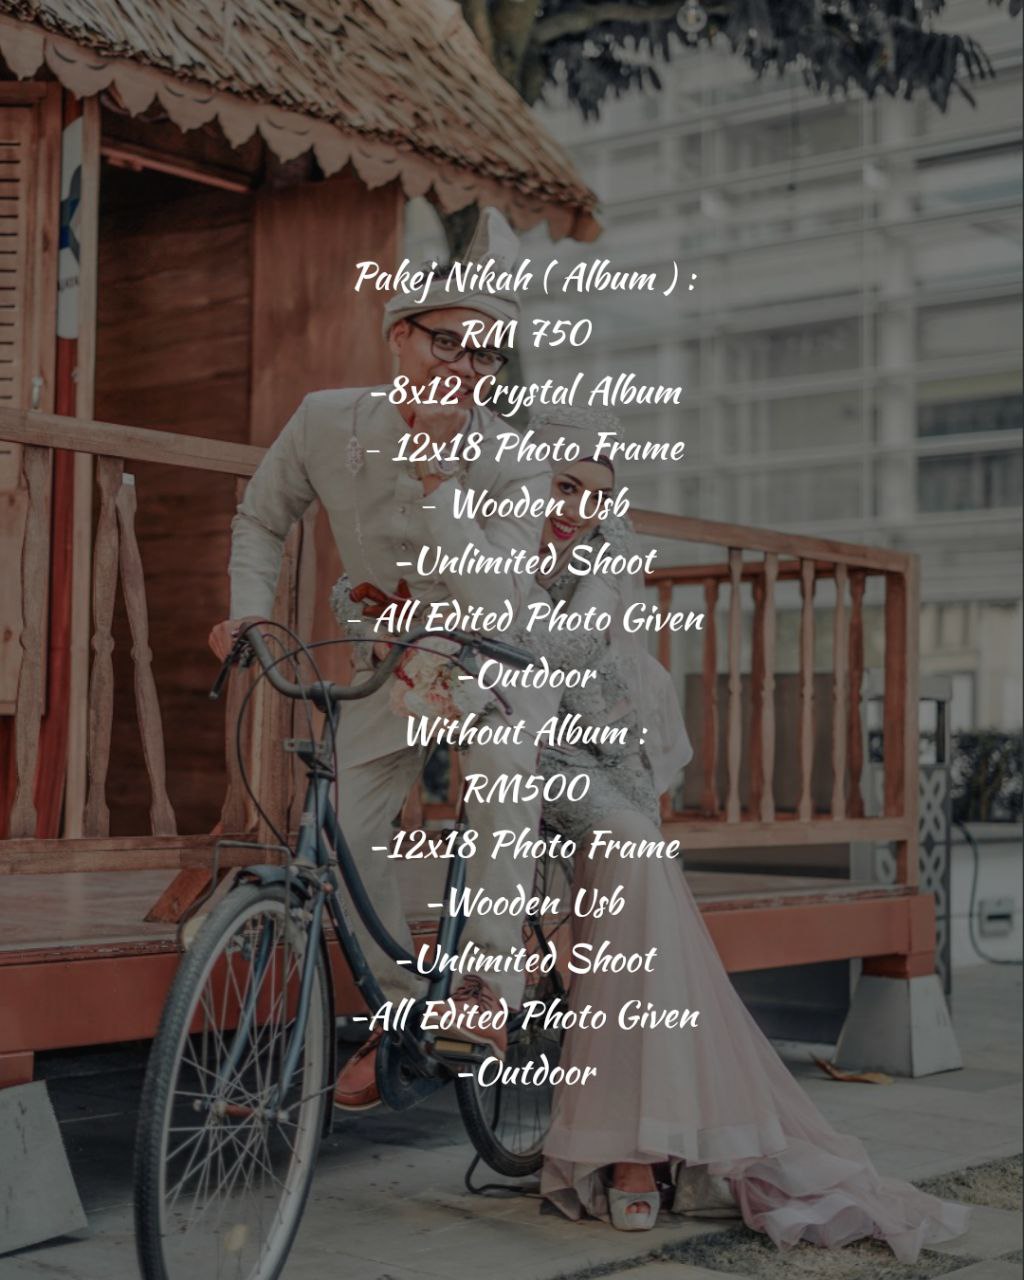 Pakej Nikah ( Album ) :
RM 750
-8x12 Crystal Album
- 12x18 Photo Frame
- Wooden Usb
-Unlimited Shoot
- All Edited Photo Given
-Outdoor
Without Album :
RM500
-12x18 Photo Frame
-Wooden Usb
-Unlimited Shoot
-All Edited Photo Given
-Outdoor